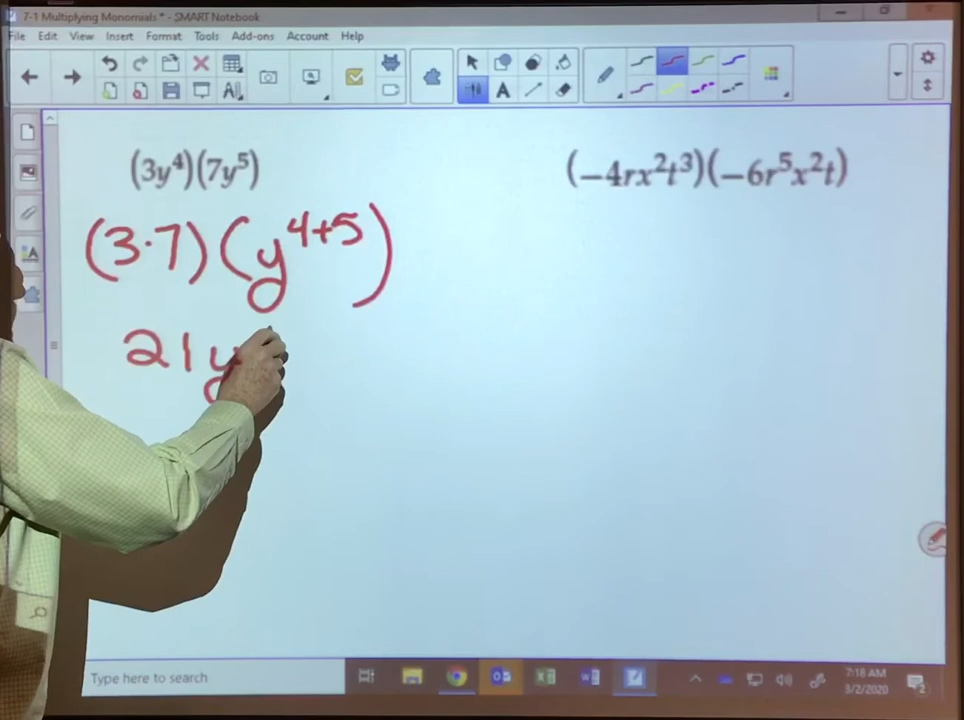 7-1 Multiplying Monomials * - SMART Notebook
File Edit View Insert Format Tools Add-ons Account Help
(3y⁴)(7y⁵)
(−4rx²t³)(−6r⁵x²t)
(3·7)(y⁴⁺⁵)
21y
Type here to search
7:18 AM
3/2/2020